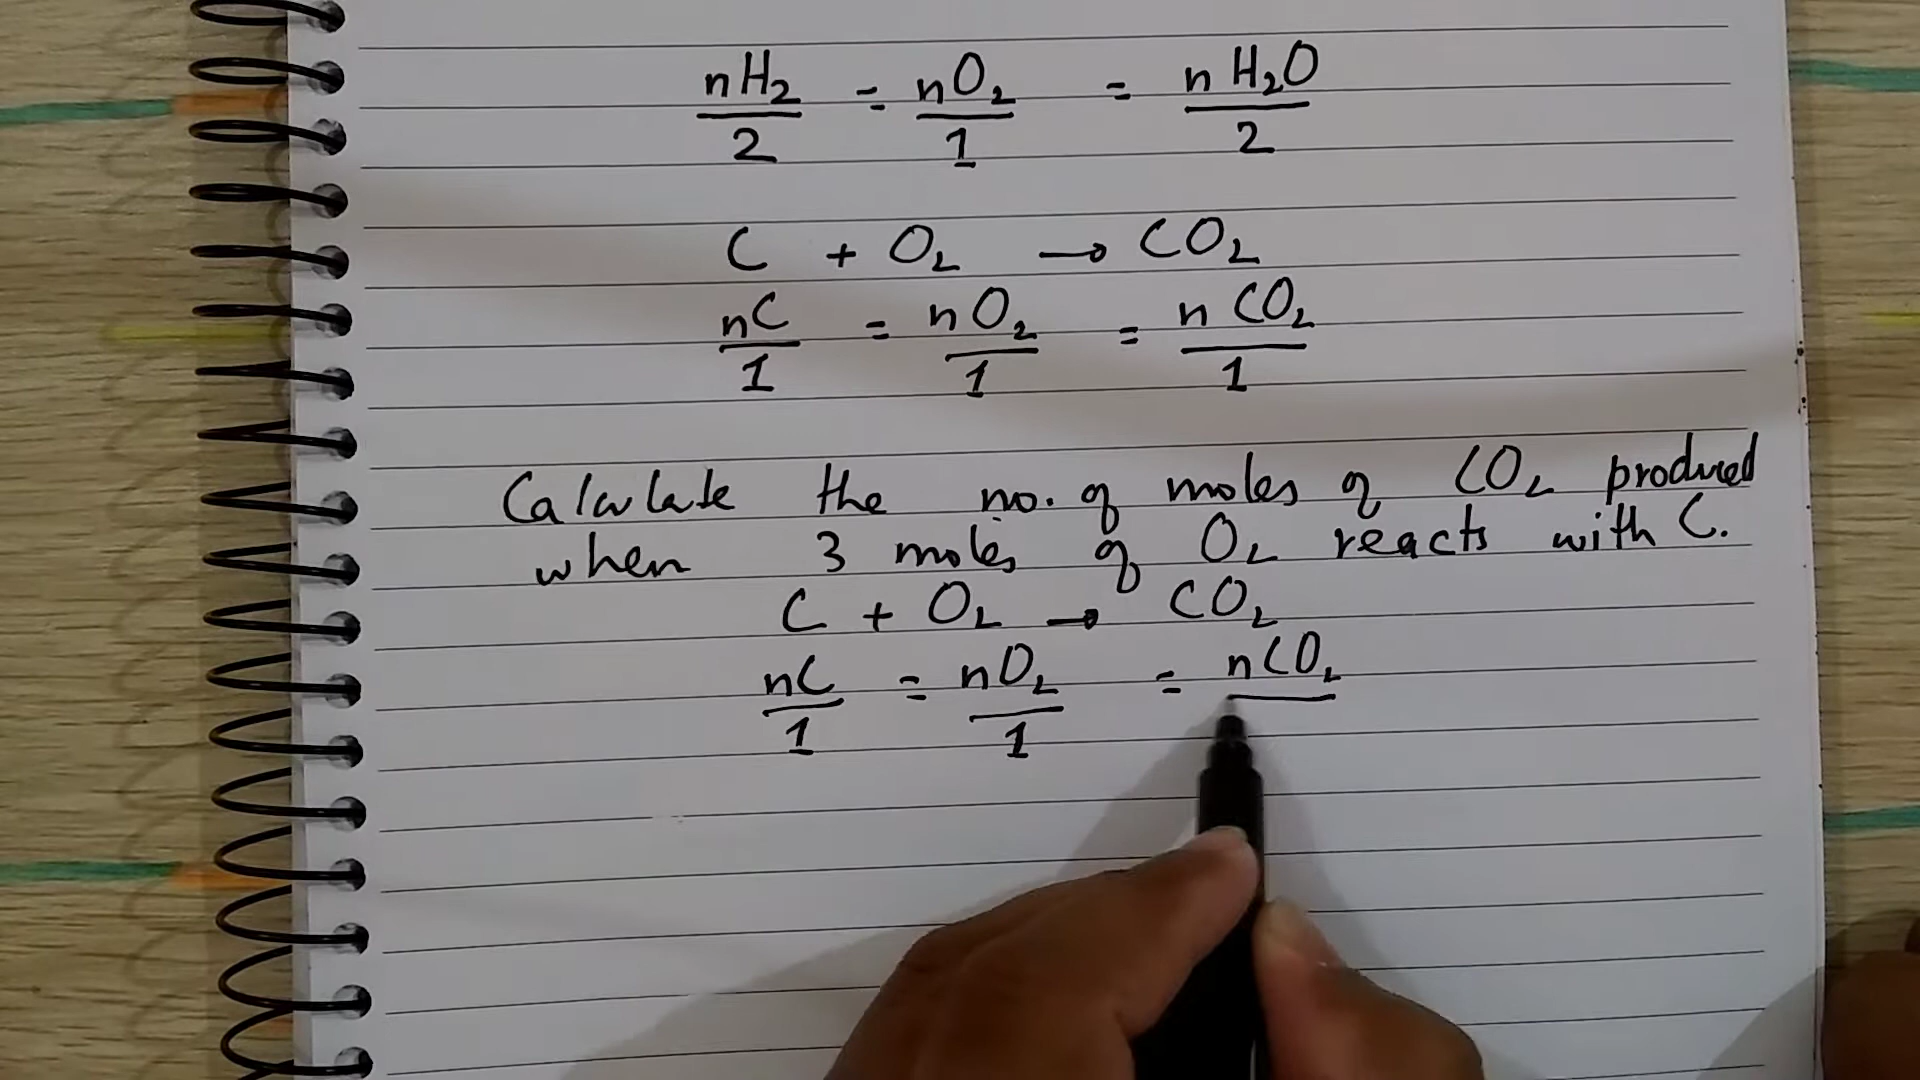 nH₂/2 = nO₂/1 = nH₂O/2
C + O₂ → CO₂
nC/1 = nO₂/1 = nCO₂/1
Calculate the no. of moles of CO₂ produced
when 3 moles of O₂ reacts with C.
C + O₂ → CO₂
nC/1 = nO₂/1 = nCO₂/